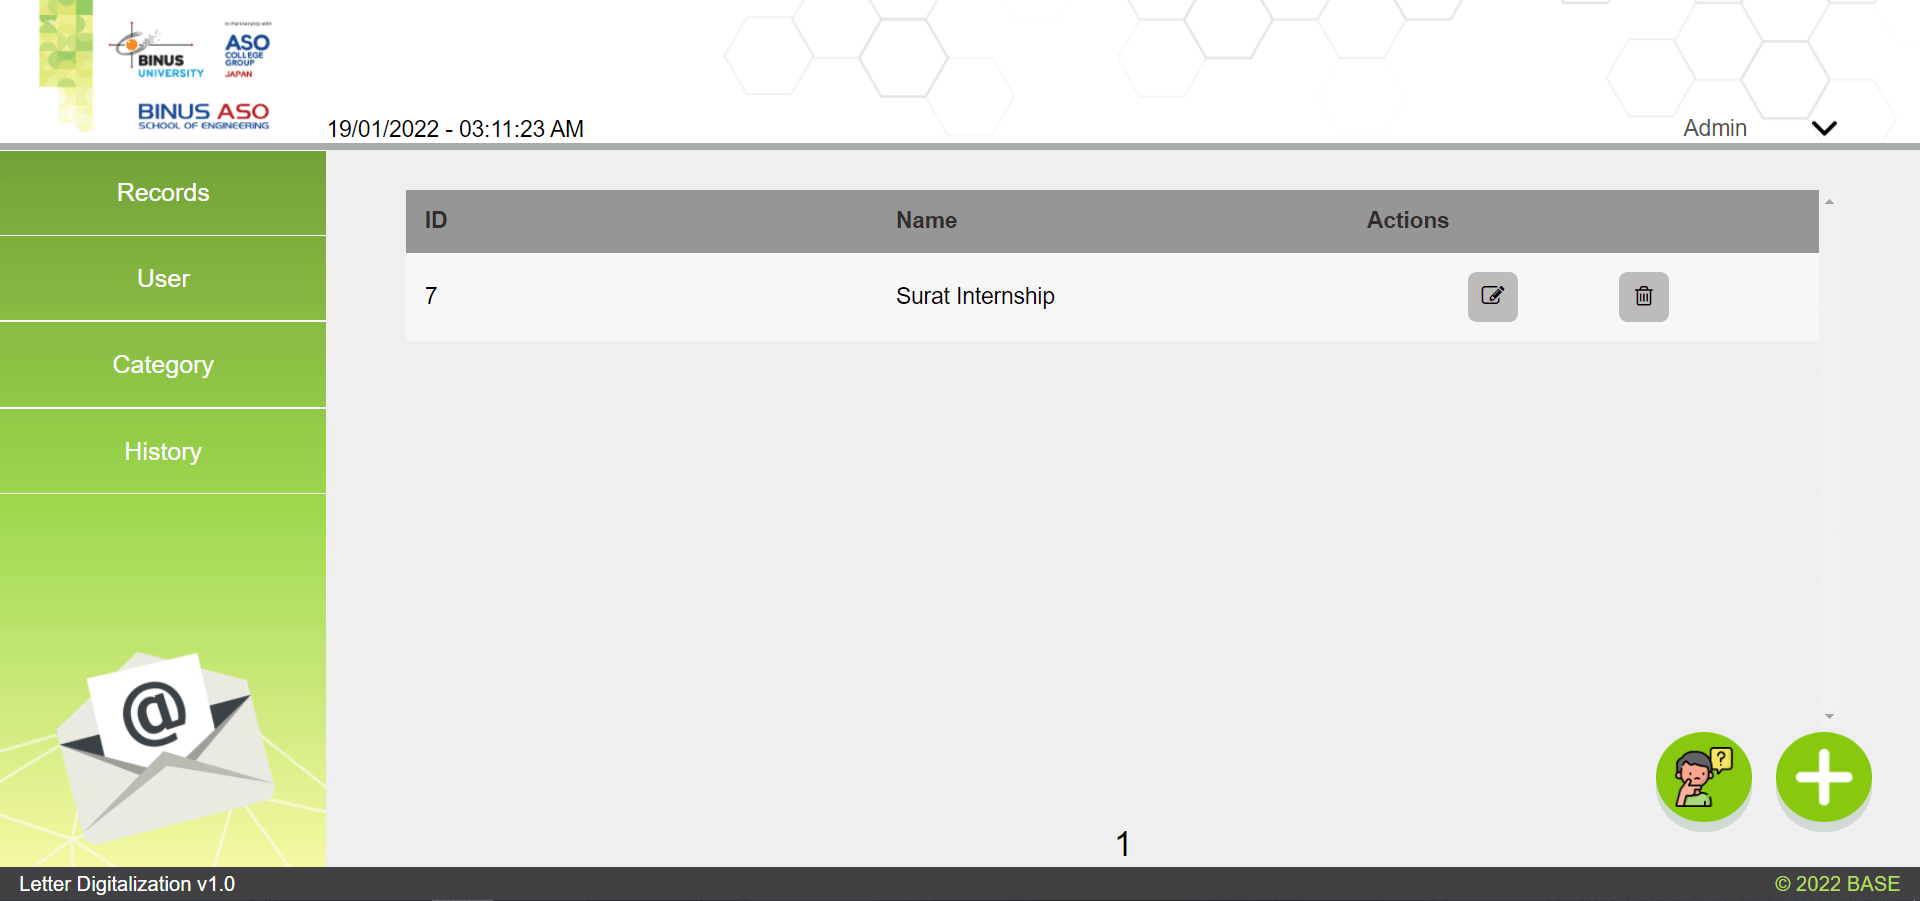 In Partnership with
BINUS
UNIVERSITY
ASO
COLLEGE
GROUP
JAPAN
BINUS ASO
SCHOOL OF ENGINEERING
19/01/2022 - 03:11:23 AM
Admin
Records
User
Category
History
ID Name Actions
7 Surat Internship
@
?
1
Letter Digitalization v1.0
© 2022 BASE